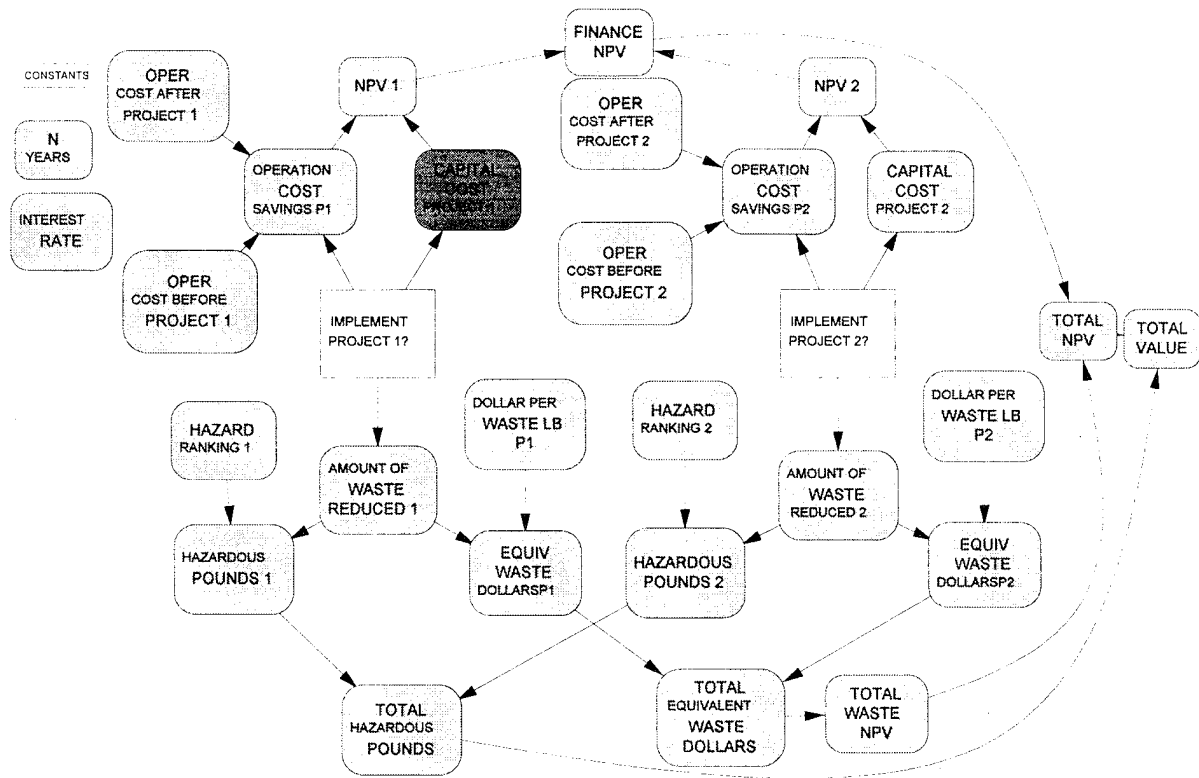 FINANCE
NPV
CONSTANTS
OPER
COST AFTER
PROJECT 1
NPV 1
OPER
COST AFTER
PROJECT 2
NPV 2
N
YEARS
OPERATION
COST
SAVINGS P1
CAPITAL
COST
PROJECT 1
OPERATION
COST
SAVINGS P2
CAPITAL
COST
PROJECT 2
INTEREST
RATE
OPER
COST BEFORE
PROJECT 1
OPER
COST BEFORE
PROJECT 2
IMPLEMENT
PROJECT 1?
IMPLEMENT
PROJECT 2?
TOTAL
NPV
TOTAL
VALUE
HAZARD
RANKING 1
DOLLAR PER
WASTE LB
P1
HAZARD
RANKING 2
DOLLAR PER
WASTE LB
P2
AMOUNT OF
WASTE
REDUCED 1
AMOUNT OF
WASTE
REDUCED 2
HAZARDOUS
POUNDS 1
EQUIV
WASTE
DOLLARSP1
HAZARDOUS
POUNDS 2
EQUIV
WASTE
DOLLARSP2
TOTAL
HAZARDOUS
POUNDS
TOTAL
EQUIVALENT
WASTE
DOLLARS
TOTAL
WASTE
NPV